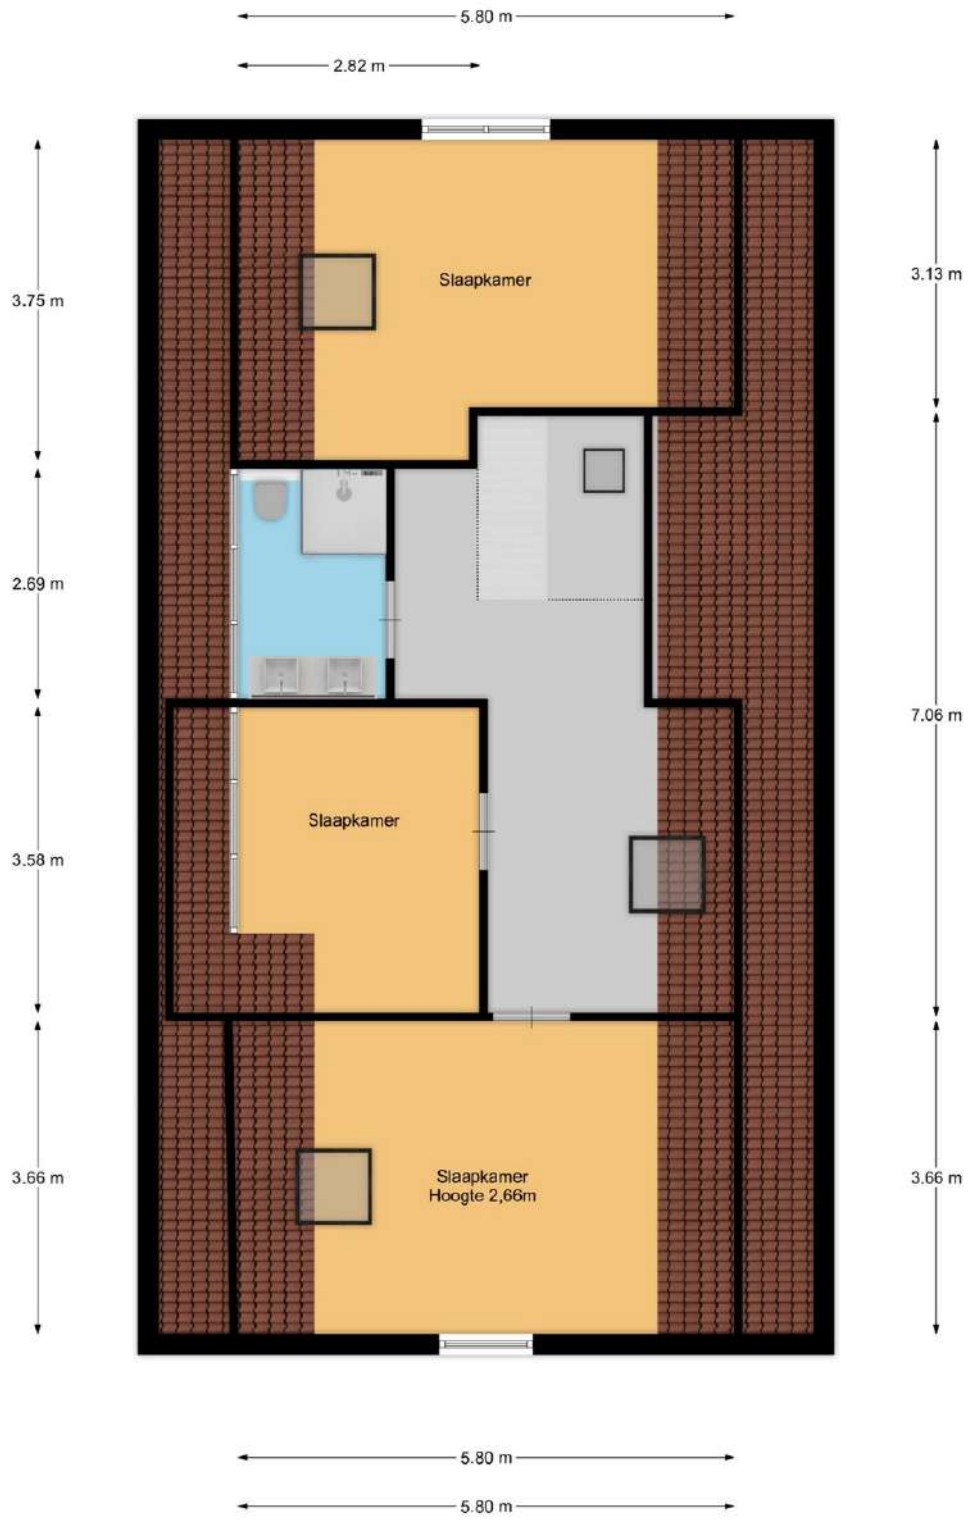 5.80 m
2.82 m
3.75 m
3.13 m
Slaapkamer
2.69 m
7.06 m
Slaapkamer
3.58 m
3.66 m
Slaapkamer
Hoogte 2,66m
3.66 m
5.80 m
5.80 m